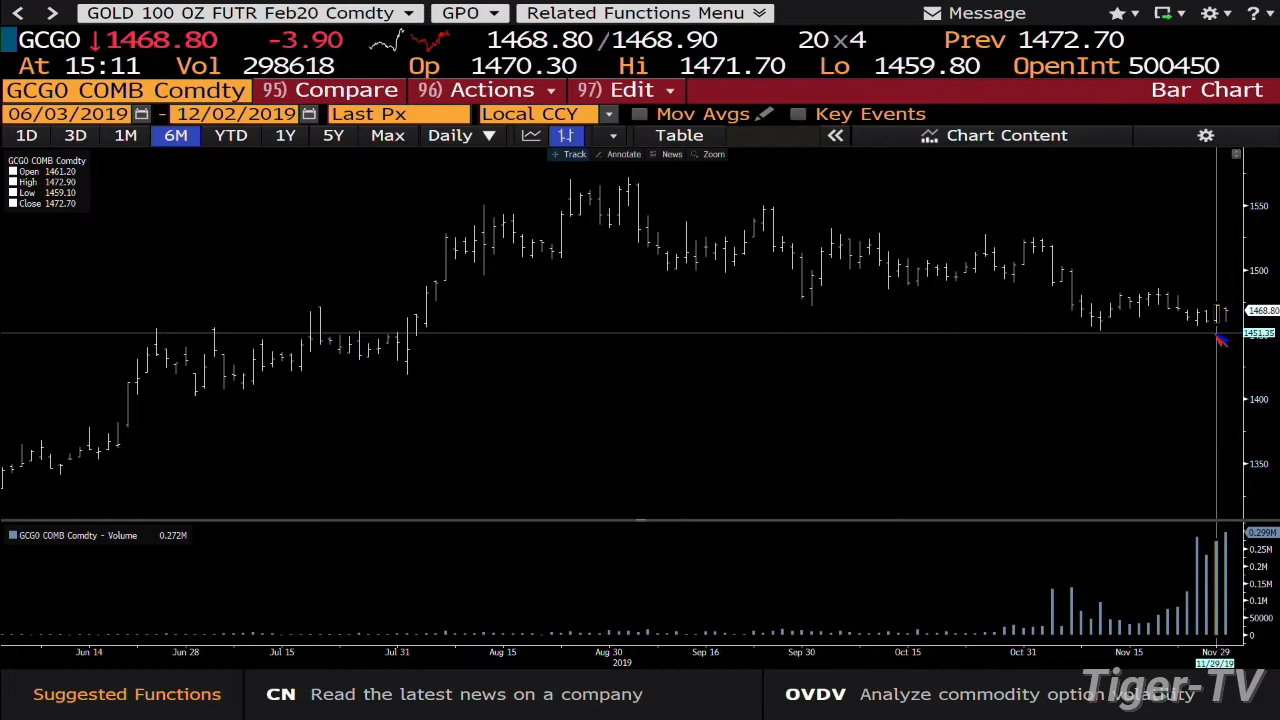 GOLD 100 OZ FUTR Feb20 Comdty GPO Related Functions Menu Message
GCG0 ↓1468.80 -3.90 1468.80/1468.90 20x4 Prev 1472.70
At 15:11 Vol 298618 Op 1470.30 Hi 1471.70 Lo 1459.80 OpenInt 500450
GCG0 COMB Comdty 95) Compare 96) Actions 97) Edit Bar Chart
06/03/2019 - 12/02/2019 Last Px Local CCY Mov Avgs Key Events
1D 3D 1M 6M YTD 1Y 5Y Max Daily ▼ Table « Chart Content
Track Annotate News Zoom
GCG0 COMB Comdty
Open 1461.20
High 1472.90
Low 1459.10
Close 1472.70
1550
1500
1468.80
1451.35
1400
1350
GCG0 COMB Comdty - Volume 0.272M
0.299M
0.25M
0.2M
0.15M
0.1M
50000
0
Jun 14 Jun 28 Jul 15 Jul 31 Aug 15 Aug 30 Sep 16 Sep 30 Oct 15 Oct 31 Nov 15 Nov 29
2019 11/29/19
Suggested Functions CN Read the latest news on a company OVDV Analyze commodity option volatility
Tiger-TV